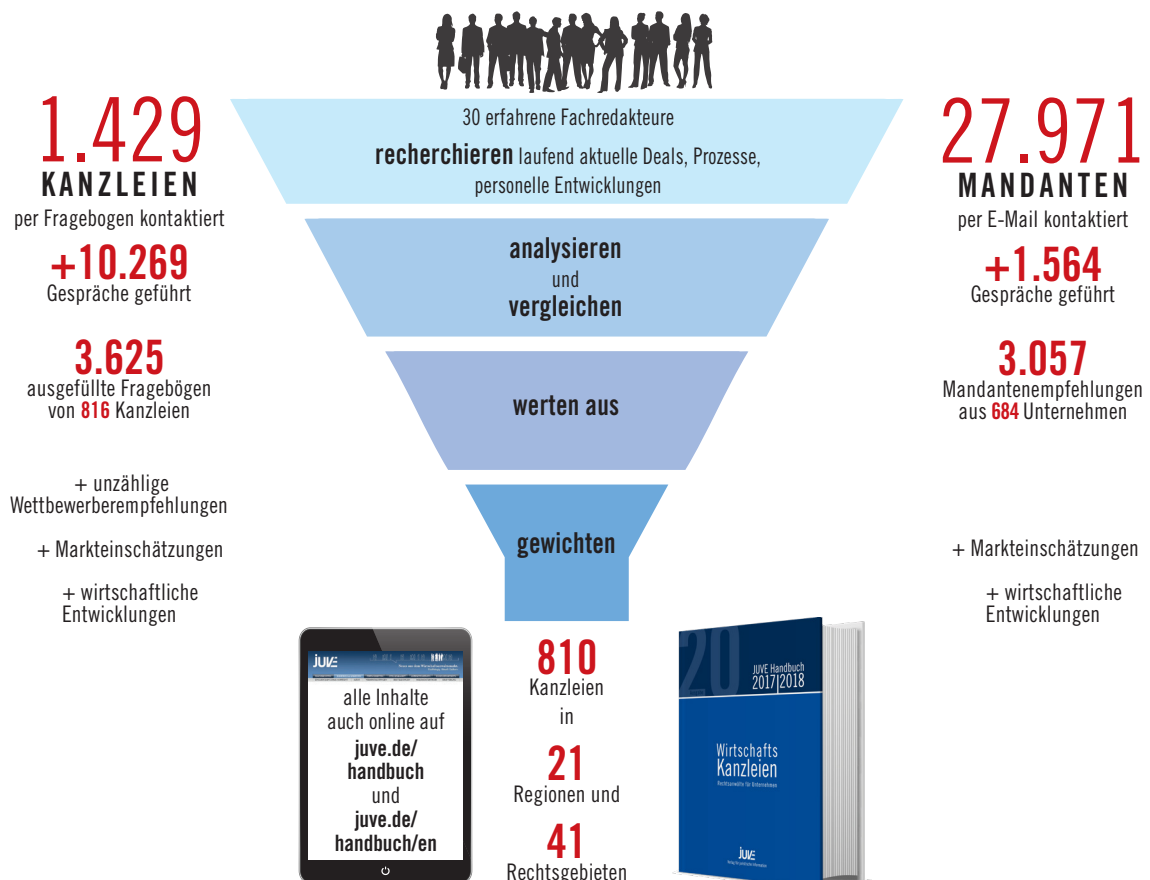 1.429
KANZLEIEN
per Fragebogen kontaktiert
+10.269
Gespräche geführt
3.625
ausgefüllte Fragebögen
von 816 Kanzleien
+ unzählige
Wettbewerberempfehlungen
+ Markteinschätzungen
+ wirtschaftliche
Entwicklungen
30 erfahrene Fachredakteure
recherchieren laufend aktuelle Deals, Prozesse,
personelle Entwicklungen
analysieren
und
vergleichen
werten aus
gewichten
27.971
MANDANTEN
per E-Mail kontaktiert
+1.564
Gespräche geführt
3.057
Mandantenempfehlungen
aus 684 Unternehmen
+ Markteinschätzungen
+ wirtschaftliche
Entwicklungen
JUVE
alle Inhalte
auch online auf
juve.de/
handbuch
und
juve.de/
handbuch/en
810
Kanzleien
in
21
Regionen und
41
Rechtsgebieten
20
JUVE Handbuch
2017|2018
Wirtschafts
Kanzleien
Rechtsanwälte für Unternehmen
JUVE